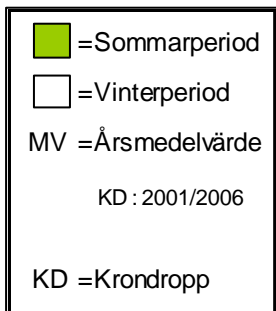 =Sommarperiod
=Vinterperiod
MV =Årsmedelvärde
KD : 2001/2006
KD =Krondropp